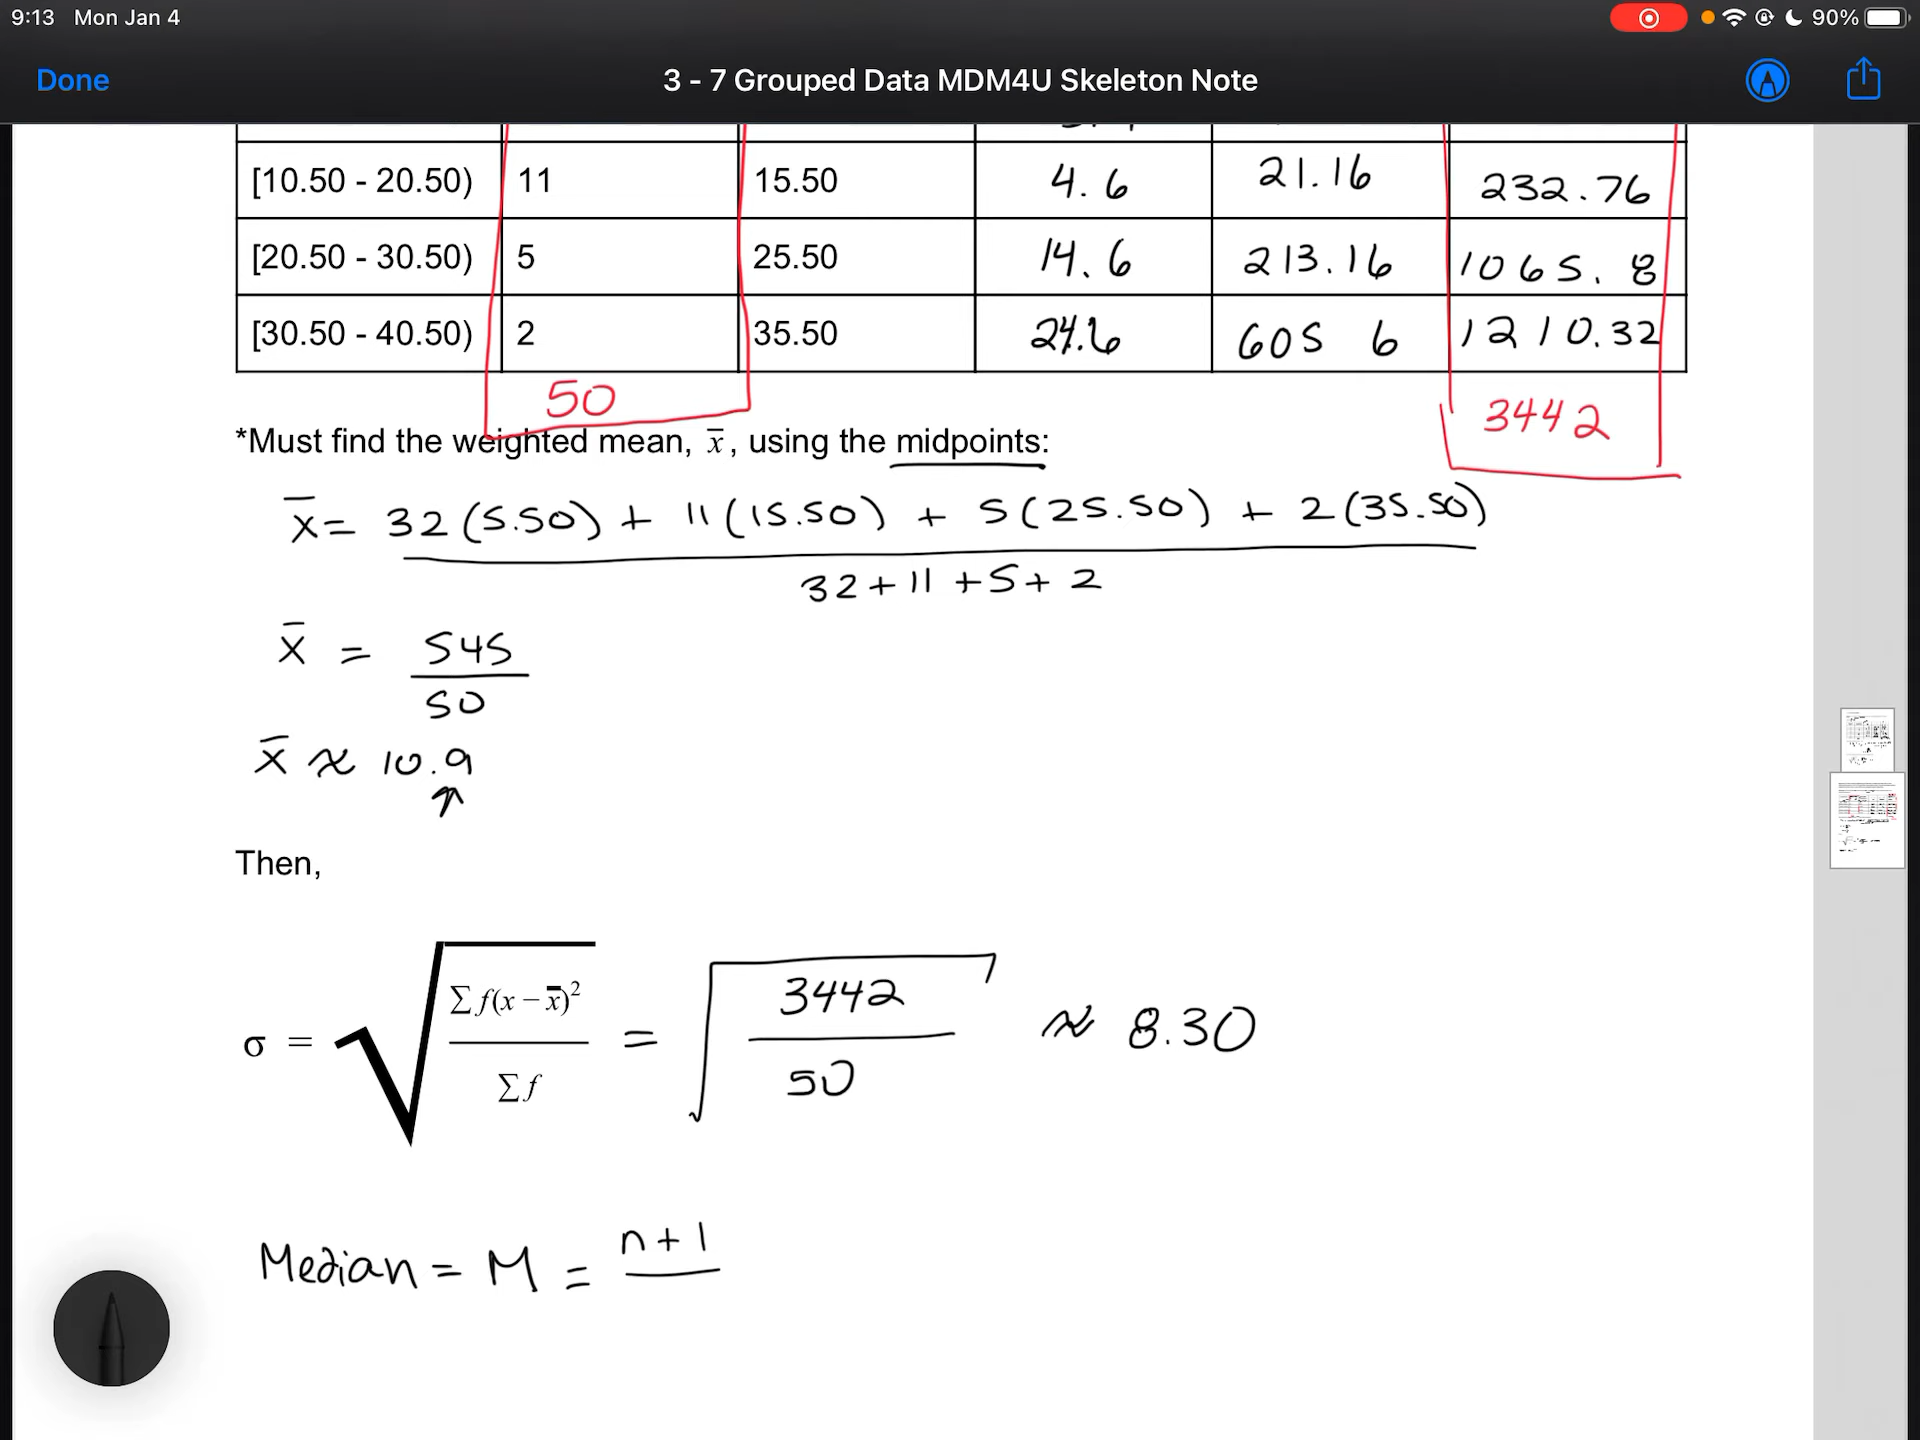 9:13 Mon Jan 4
90%
Done
3 - 7 Grouped Data MDM4U Skeleton Note
[10.50 - 20.50) 11 15.50 4.6 21.16 232.76
[20.50 - 30.50) 5 25.50 14.6 213.16 1065.8
[30.50 - 40.50) 2 35.50 24.6 605 6 1210.32
50
3442
*Must find the weighted mean, x̄, using the midpoints:
x̄ = 32(5.50) + 11(15.50) + 5(25.50) + 2(35.50)
32 + 11 + 5 + 2
x̄ = 545
50
x̄ ≈ 10.9
↑
Then,
σ = √ Σf(x − x̄)² / Σf = √ 3442 / 50 ≈ 8.30
Median = M = n + 1